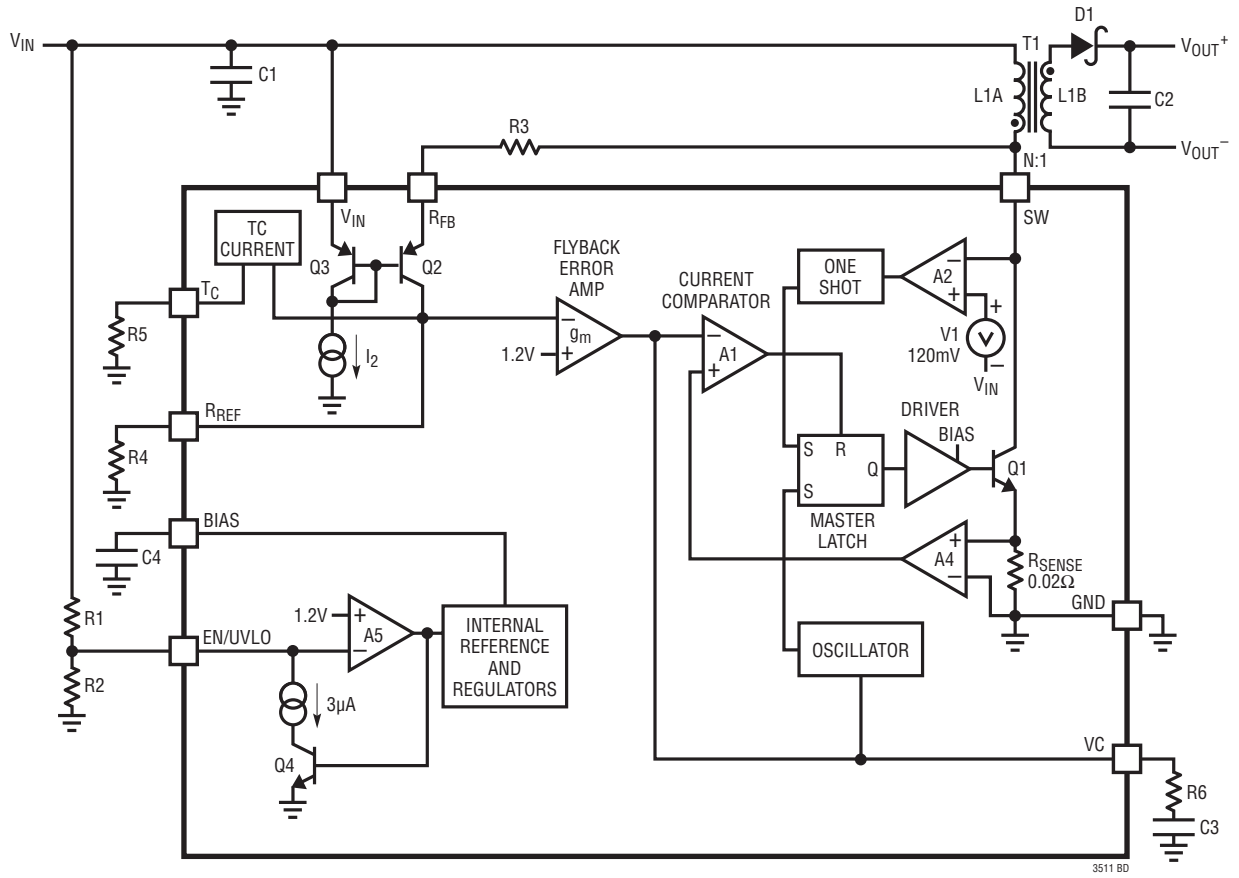 D1
VIN
T1
VOUT+
C1
L1A
L1B
C2
R3
VOUT–
N:1
VIN
RFB
SW
TC
CURRENT
FLYBACK
ERROR
AMP
Q3
Q2
CURRENT
COMPARATOR
ONE
SHOT
A2
–
+
TC
+
–
gm
+
1.2V
–
A1
+
V1
120mV
V
–
VIN
R5
I2
RREF
DRIVER
BIAS
R4
S
R
Q
S
Q1
MASTER
LATCH
BIAS
C4
A4
+
–
RSENSE
0.02Ω
GND
R1
1.2V
+
A5
–
EN/UVLO
INTERNAL
REFERENCE
AND
REGULATORS
OSCILLATOR
R2
3µA
VC
Q4
R6
C3
3511 BD